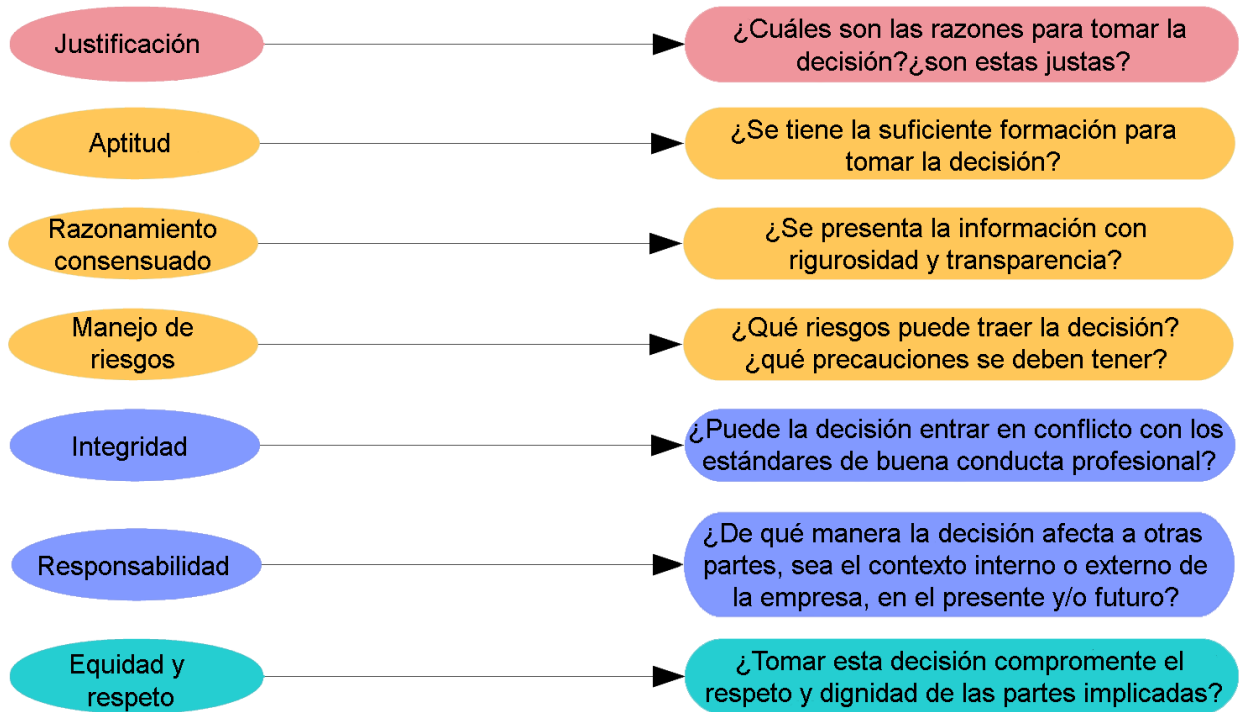 Justificación
¿Cuáles son las razones para tomar la
decisión?¿son estas justas?
Aptitud
¿Se tiene la suficiente formación para
tomar la decisión?
Razonamiento
consensuado
¿Se presenta la información con
rigurosidad y transparencia?
Manejo de
riesgos
¿Qué riesgos puede traer la decisión?
¿qué precauciones se deben tener?
Integridad
¿Puede la decisión entrar en conflicto con los
estándares de buena conducta profesional?
Responsabilidad
¿De qué manera la decisión afecta a otras
partes, sea el contexto interno o externo de
la empresa, en el presente y/o futuro?
Equidad y
respeto
¿Tomar esta decisión compromente el
respeto y dignidad de las partes implicadas?